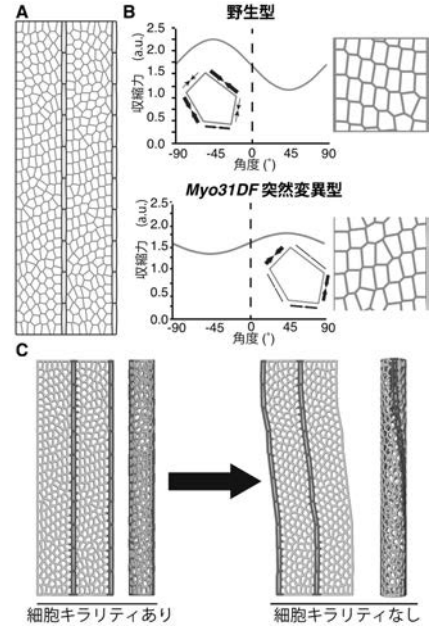 A
B
野生型
収縮力 (a.u.)
2.5
2.0
1.5
1.0
0.5
0.0
-90 -45 0 45 90
角度 (°)
Myo31DF 突然変異型
収縮力 (a.u.)
2.5
2.0
1.5
1.0
0.5
0.0
-90 -45 0 45 90
角度 (°)
C
細胞キラリティあり
細胞キラリティなし